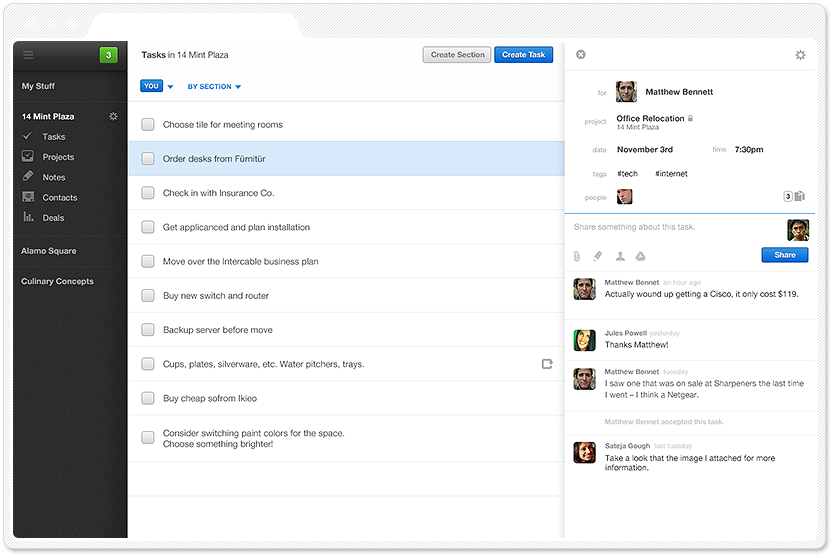 3
My Stuff
14 Mint Plaza
Tasks
Projects
Notes
Contacts
Deals
Alamo Square
Culinary Concepts
Tasks in 14 Mint Plaza
Create Section
Create Task
YOU
BY SECTION
Choose tile for meeting rooms
Order desks from Fürnitür
Check in with Insurance Co.
Get applicanced and plan installation
Move over the Intercable business plan
Buy new switch and router
Backup server before move
Cups, plates, silverware, etc. Water pitchers, trays.
Buy cheap sofrom Ikieo
Consider switching paint colors for the space.
Choose something brighter!
for Matthew Bennett
project Office Relocation
14 Mint Plaza
date November 3rd time 7:30pm
tags #tech #internet
people 3
Share something about this task.
Share
Matthew Bennet an hour ago
Actually wound up getting a Cisco, it only cost $119.
Jules Powell yesterday
Thanks Matthew!
Matthew Bennet tuesday
I saw one that was on sale at Sharpeners the last time
I went – I think a Netgear.
Matthew Bennet accepted this task.
Sateja Gough last tuesday
Take a look that the image I attached for more
information.